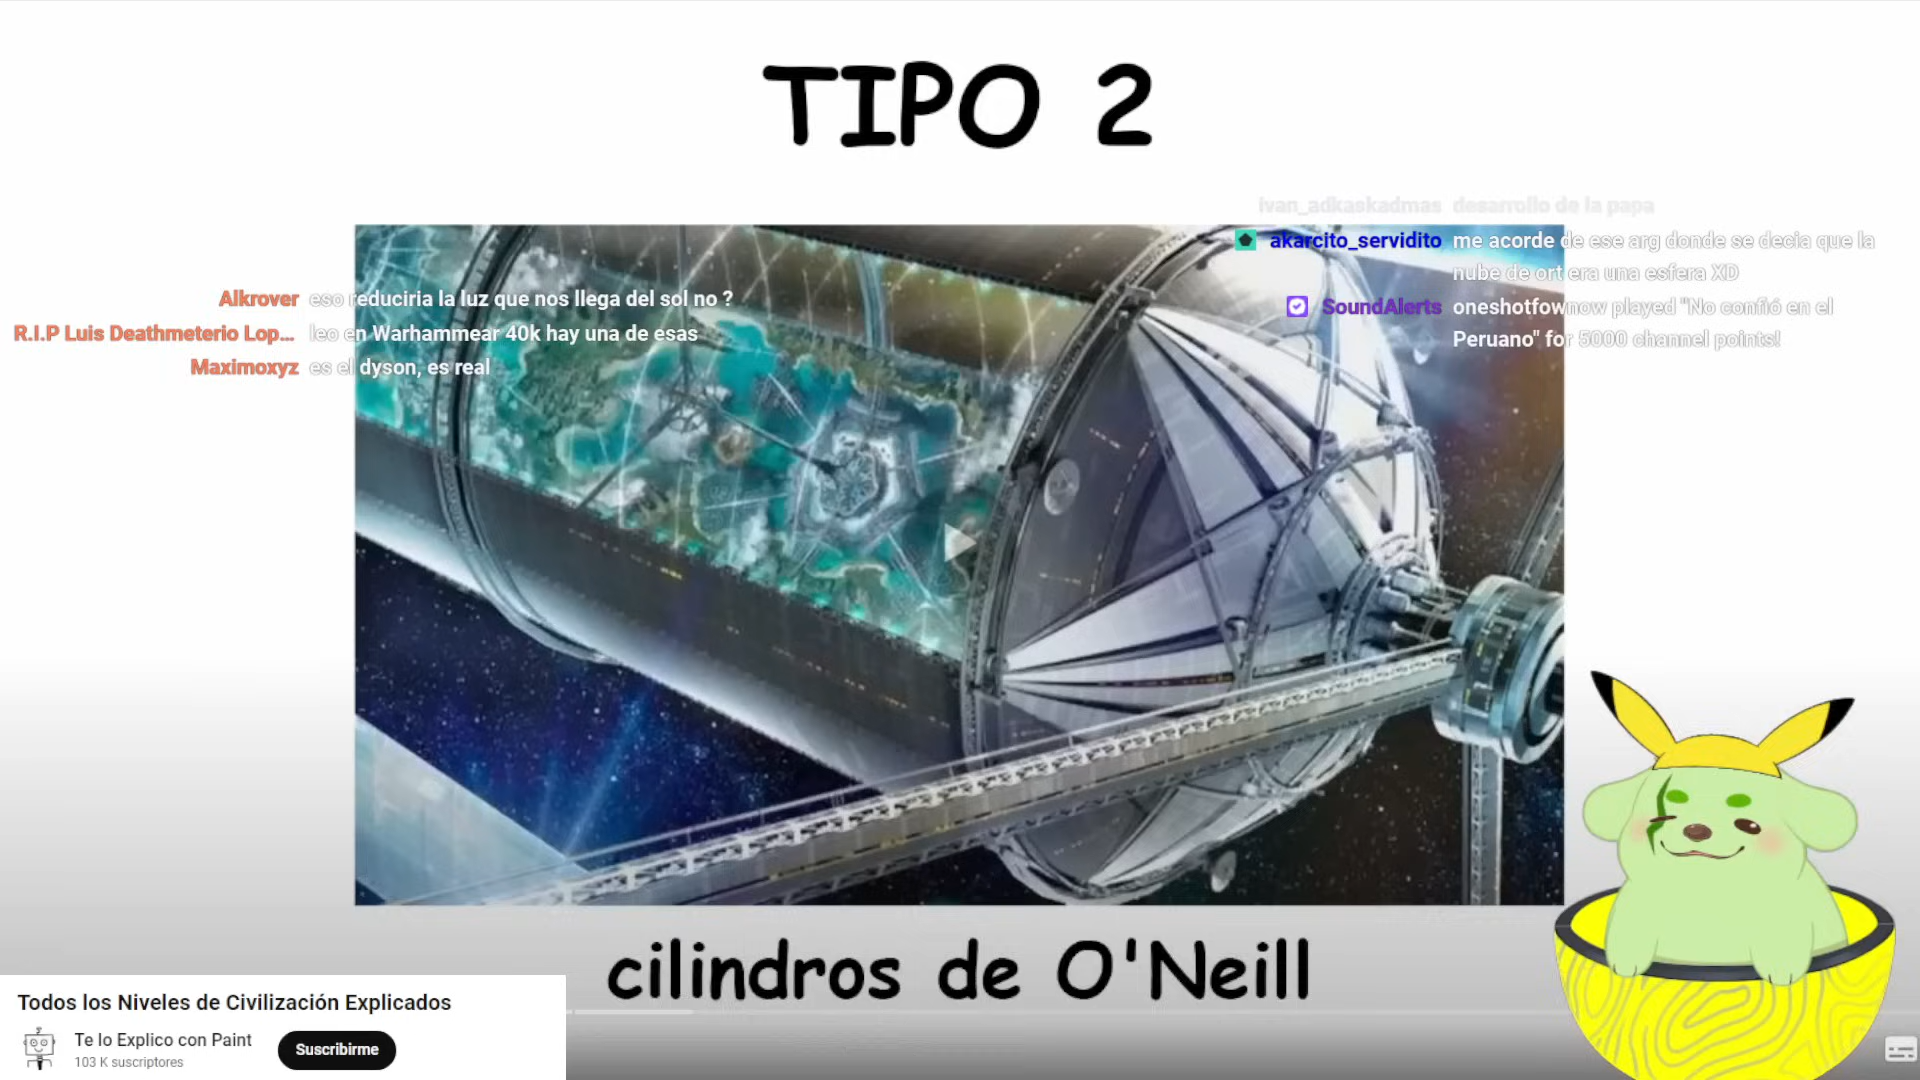 TIPO 2
ivan_adkaskadmas desarrollo de la papa
akarcito_servidito me acorde de ese arg donde se decia que la
nube de ort era una esfera XD
SoundAlerts oneshotfownow played "No confió en el
Peruano" for 5000 channel points!
Alkrover eso reduciria la luz que nos llega del sol no ?
R.I.P Luis Deathmeterio Lop... leo en Warhammear 40k hay una de esas
Maximoxyz es el dyson, es real
cilindros de O'Neill
Todos los Niveles de Civilización Explicados
Te lo Explico con Paint
103 K suscriptores
Suscribirme